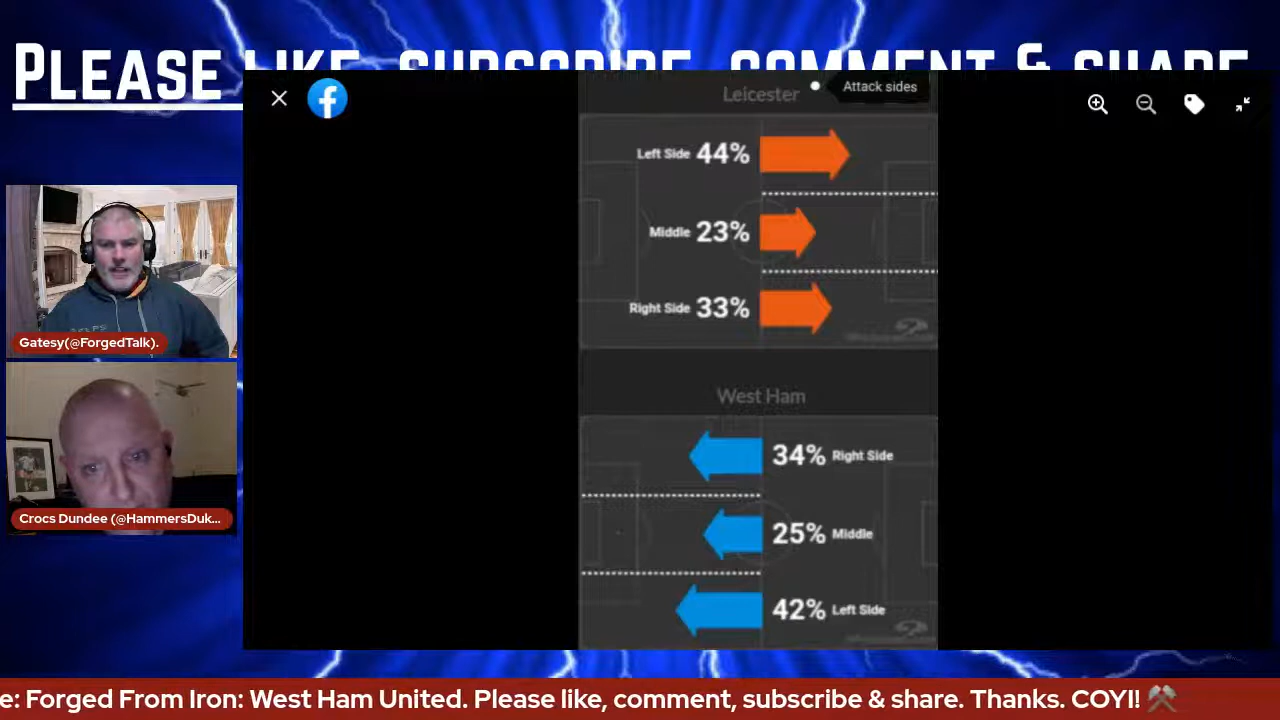 PLEASE LIKE, SUBSCRIBE, COMMENT & SHARE
Leicester
Attack sides
Left Side 44%
Middle 23%
Right Side 33%
West Ham
34% Right Side
25% Middle
42% Left Side
Gatesy(@ForgedTalk).
Crocs Dundee (@HammersDuk...
e: Forged From Iron: West Ham United. Please like, comment, subscribe & share. Thanks. COYI! ⚒